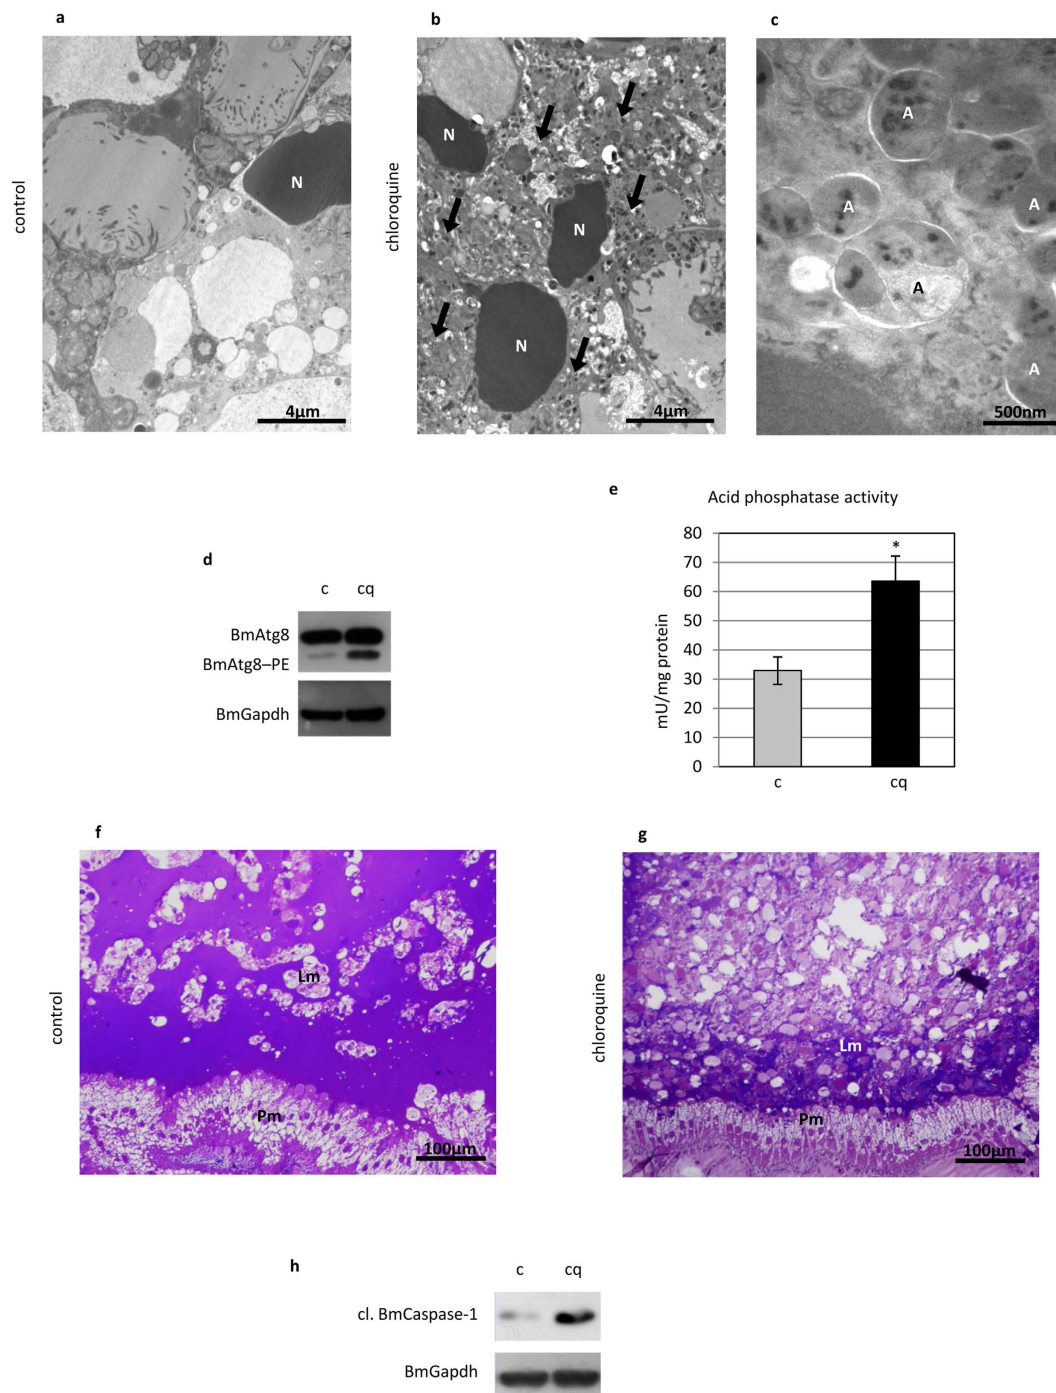 a
b
c
control
chloroquine
N
4µm
N
N
N
4µm
A
A
A
A
A
500nm
d
c cq
BmAtg8
BmAtg8–PE
BmGapdh
e
Acid phosphatase activity
mU/mg protein
80
70
60
50
40
30
20
10
0
*
c cq
f
control
Lm
Pm
100µm
g
chloroquine
Lm
Pm
100µm
h
c cq
cl. BmCaspase-1
BmGapdh